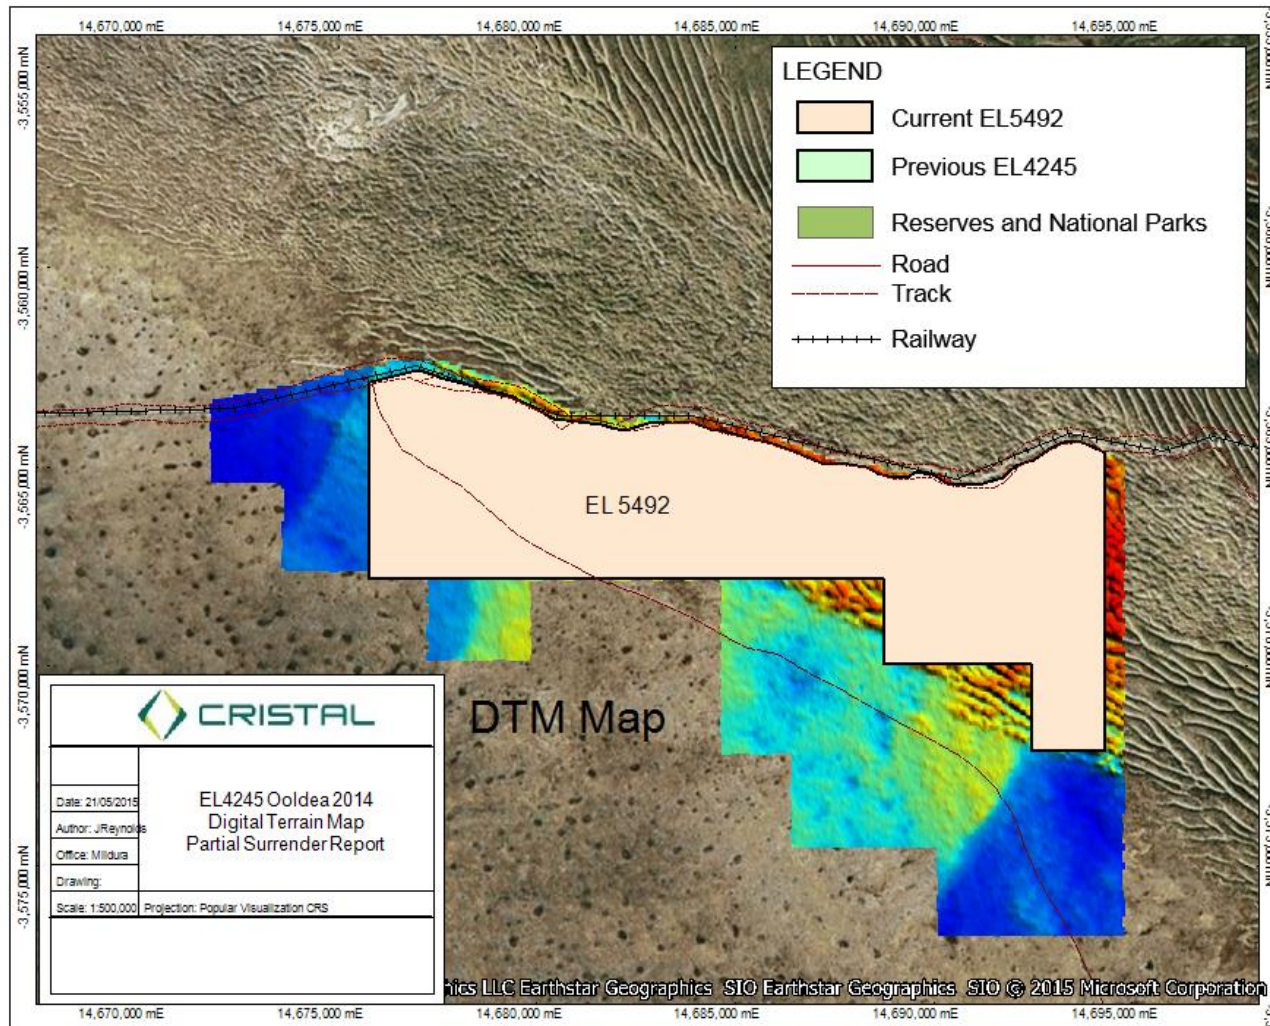 14,670,000 mE 14,675,000 mE 14,680,000 mE 14,685,000 mE 14,690,000 mE 14,695,000 mE
-3,555,000 mN
-3,560,000 mN
-3,565,000 mN
-3,570,000 mN
-3,575,000 mN
LEGEND
Current EL5492
Previous EL4245
Reserves and National Parks
Road
Track
Railway
EL 5492
DTM Map
CRISTAL
EL4245 Ooldea 2014
Digital Terrain Map
Partial Surrender Report
Date: 21/05/2015
Author: JReynolds
Office: Mildura
Drawing:
Scale: 1:500,000 Projection: Popular Visualization CRS
hics LLC Earthstar Geographics SIO Earthstar Geographics SIO © 2015 Microsoft Corporation
14,670,000 mE 14,675,000 mE 14,680,000 mE 14,685,000 mE 14,690,000 mE 14,695,000 mE